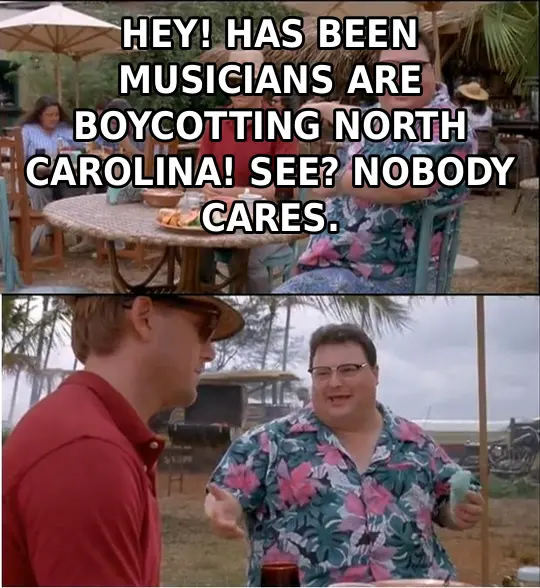 HEY! HAS BEEN
MUSICIANS ARE
BOYCOTTING NORTH
CAROLINA! SEE? NOBODY
CARES.